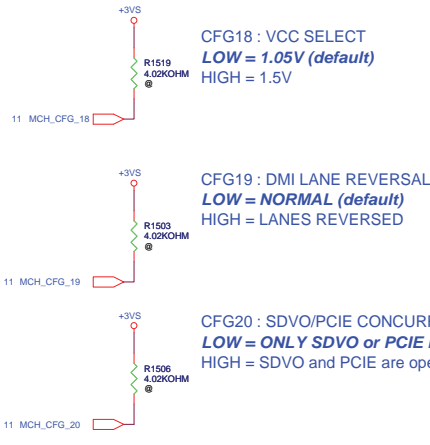 +3VS
R1519
4.02KOHM
@
11 MCH_CFG_18
CFG18 : VCC SELECT
LOW = 1.05V (default)
HIGH = 1.5V
+3VS
R1503
4.02KOHM
@
11 MCH_CFG_19
CFG19 : DMI LANE REVERSAL
LOW = NORMAL (default)
HIGH = LANES REVERSED
+3VS
R1506
4.02KOHM
@
11 MCH_CFG_20
CFG20 : SDVO/PCIE
LOW = ONLY SDVO or PCIE
HIGH = SDVO and PCIE are